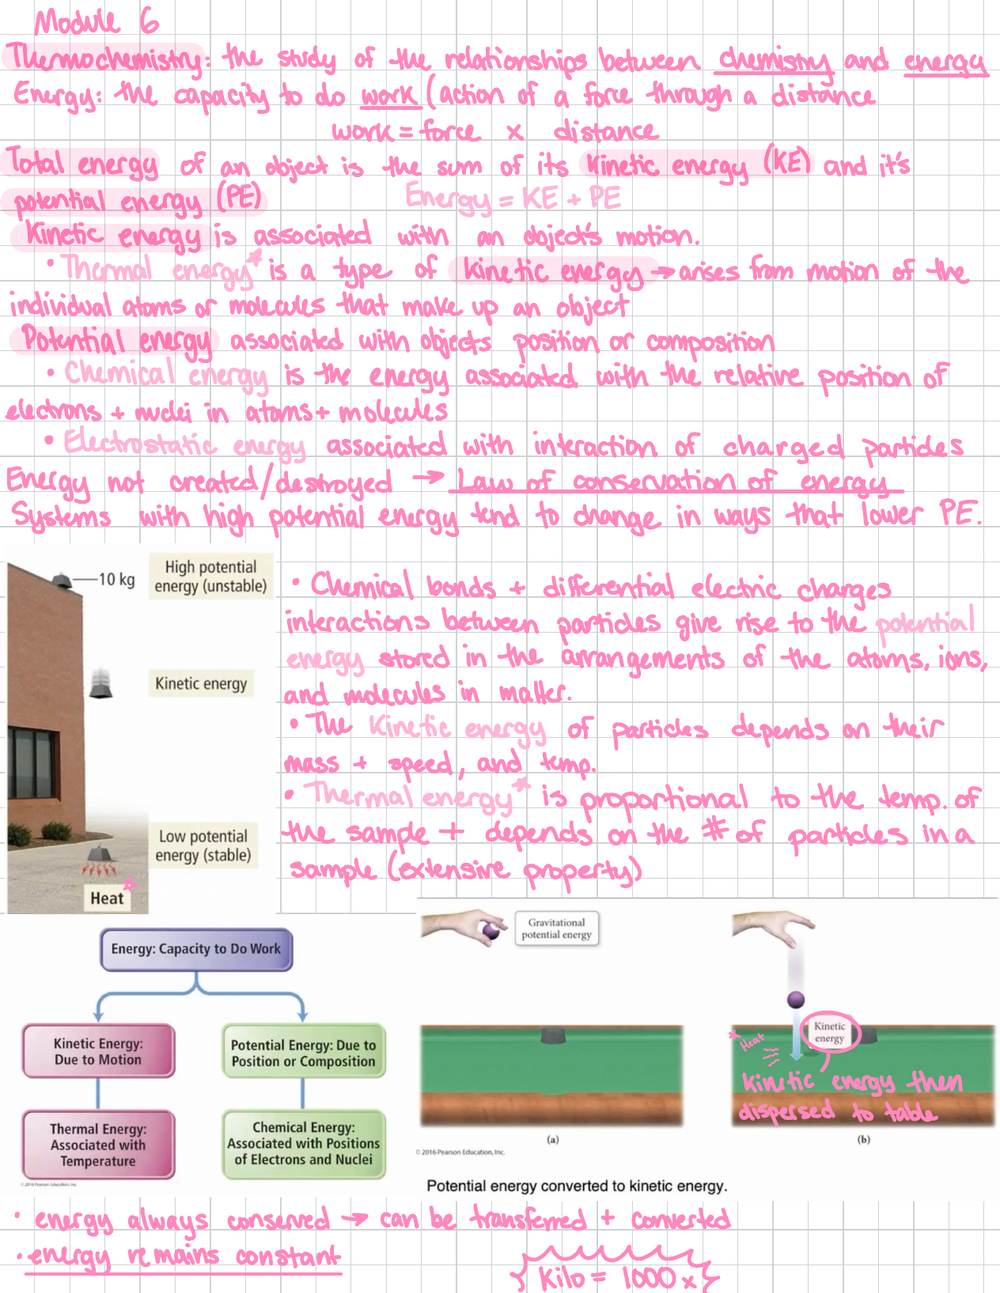 Module 6
Thermochemistry: the study of the relationships between chemistry and energy
Energy: the capacity to do work (action of a force through a distance
work = force x distance
Total energy of an object is the sum of its kinetic energy (KE) and it's
potential energy (PE)
Energy = KE + PE
Kinetic energy is associated with an object's motion.
• Thermal energy* is a type of kinetic energy → arises from motion of the
individual atoms or molecules that make up an object
Potential energy associated with objects position or composition
• Chemical energy is the energy associated with the relative position of
electrons + nuclei in atoms + molecules
• Electrostatic energy associated with interaction of charged particles
Energy not created/destroyed → Law of conservation of energy
Systems with high potential energy tend to change in ways that lower PE.
10 kg
High potential
energy (unstable)
Kinetic energy
Low potential
energy (stable)
Heat
• Chemical bonds + differential electric charges
interactions between particles give rise to the potential
energy stored in the arrangements of the atoms, ions,
and molecules in matter.
• The kinetic energy of particles depends on their
mass + speed, and temp.
• Thermal energy* is proportional to the temp. of
the sample + depends on the # of particles in a
sample (extensive property)
Energy: Capacity to Do Work
Kinetic Energy:
Due to Motion
Potential Energy: Due to
Position or Composition
Thermal Energy:
Associated with
Temperature
Chemical Energy:
Associated with Positions
of Electrons and Nuclei
© 2016 Pearson Education, Inc.
Gravitational
potential energy
(a)
© 2016 Pearson Education, Inc.
Kinetic
energy
* Heat
kinetic energy then
dispersed to table
(b)
Potential energy converted to kinetic energy.
• energy always conserved → can be transferred + converted
• energy remains constant
Kilo = 1000 x